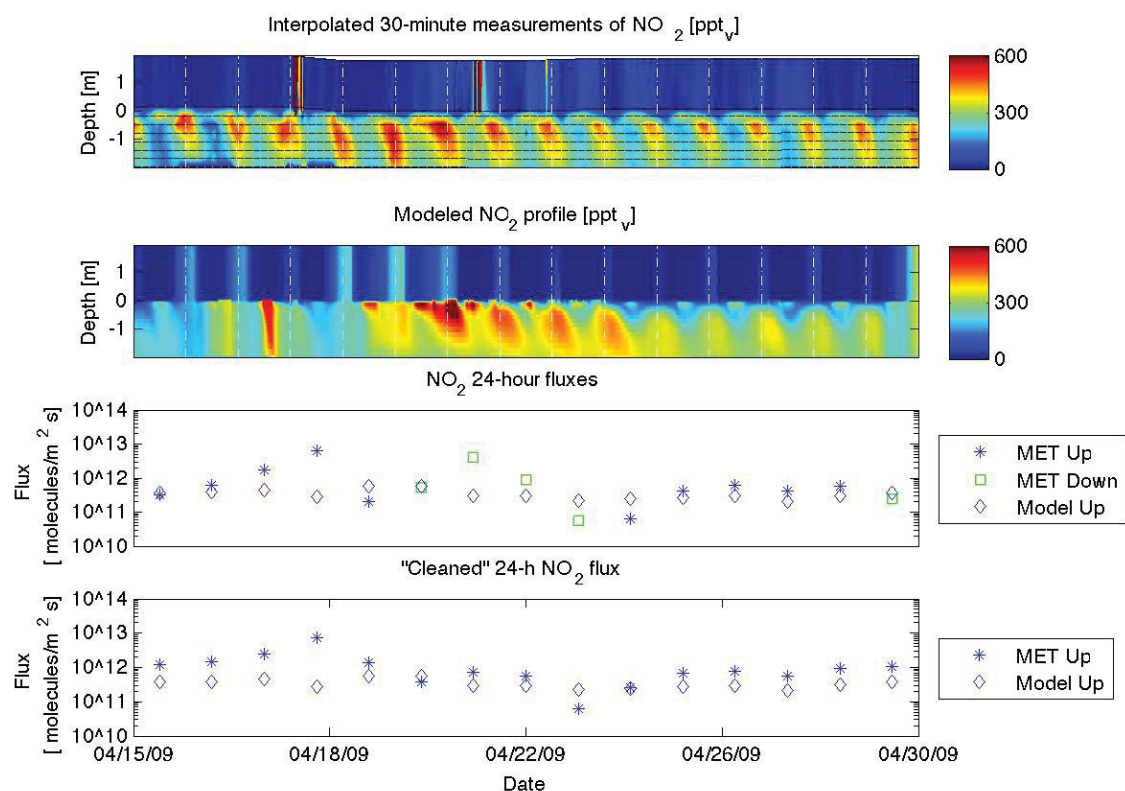 Interpolated 30-minute measurements of NO 2 [pptv]
Depth [m]
1
0
-1
600
300
0
Modeled NO2 profile [ppt v]
Depth [m]
1
0
-1
600
300
0
NO2 24-hour fluxes
Flux
[ molecules/m^2 s]
10^14
10^13
10^12
10^11
10^10
MET Up
MET Down
Model Up
"Cleaned" 24-h NO2 flux
Flux
[ molecules/m^2 s]
10^14
10^13
10^12
10^11
10^10
MET Up
Model Up
04/15/09 04/18/09 04/22/09 04/26/09 04/30/09
Date